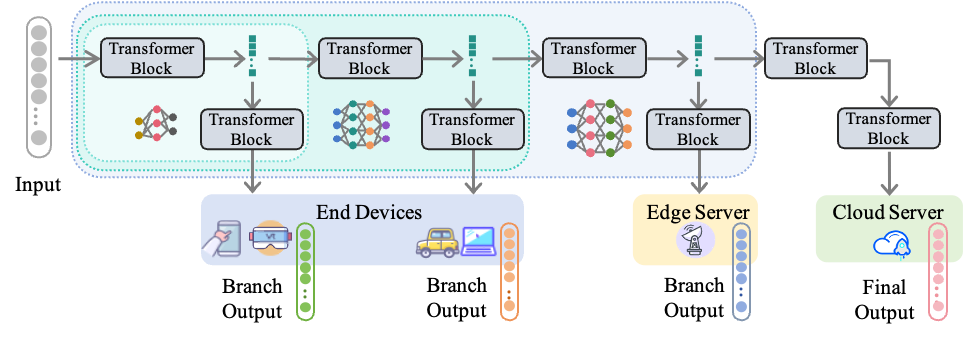 Transformer
Block
Transformer
Block
Transformer
Block
Transformer
Block
Transformer
Block
Transformer
Block
Transformer
Block
Transformer
Block
Input
End Devices
Edge Server
Cloud Server
VR
Branch
Output
Branch
Output
Branch
Output
Final
Output